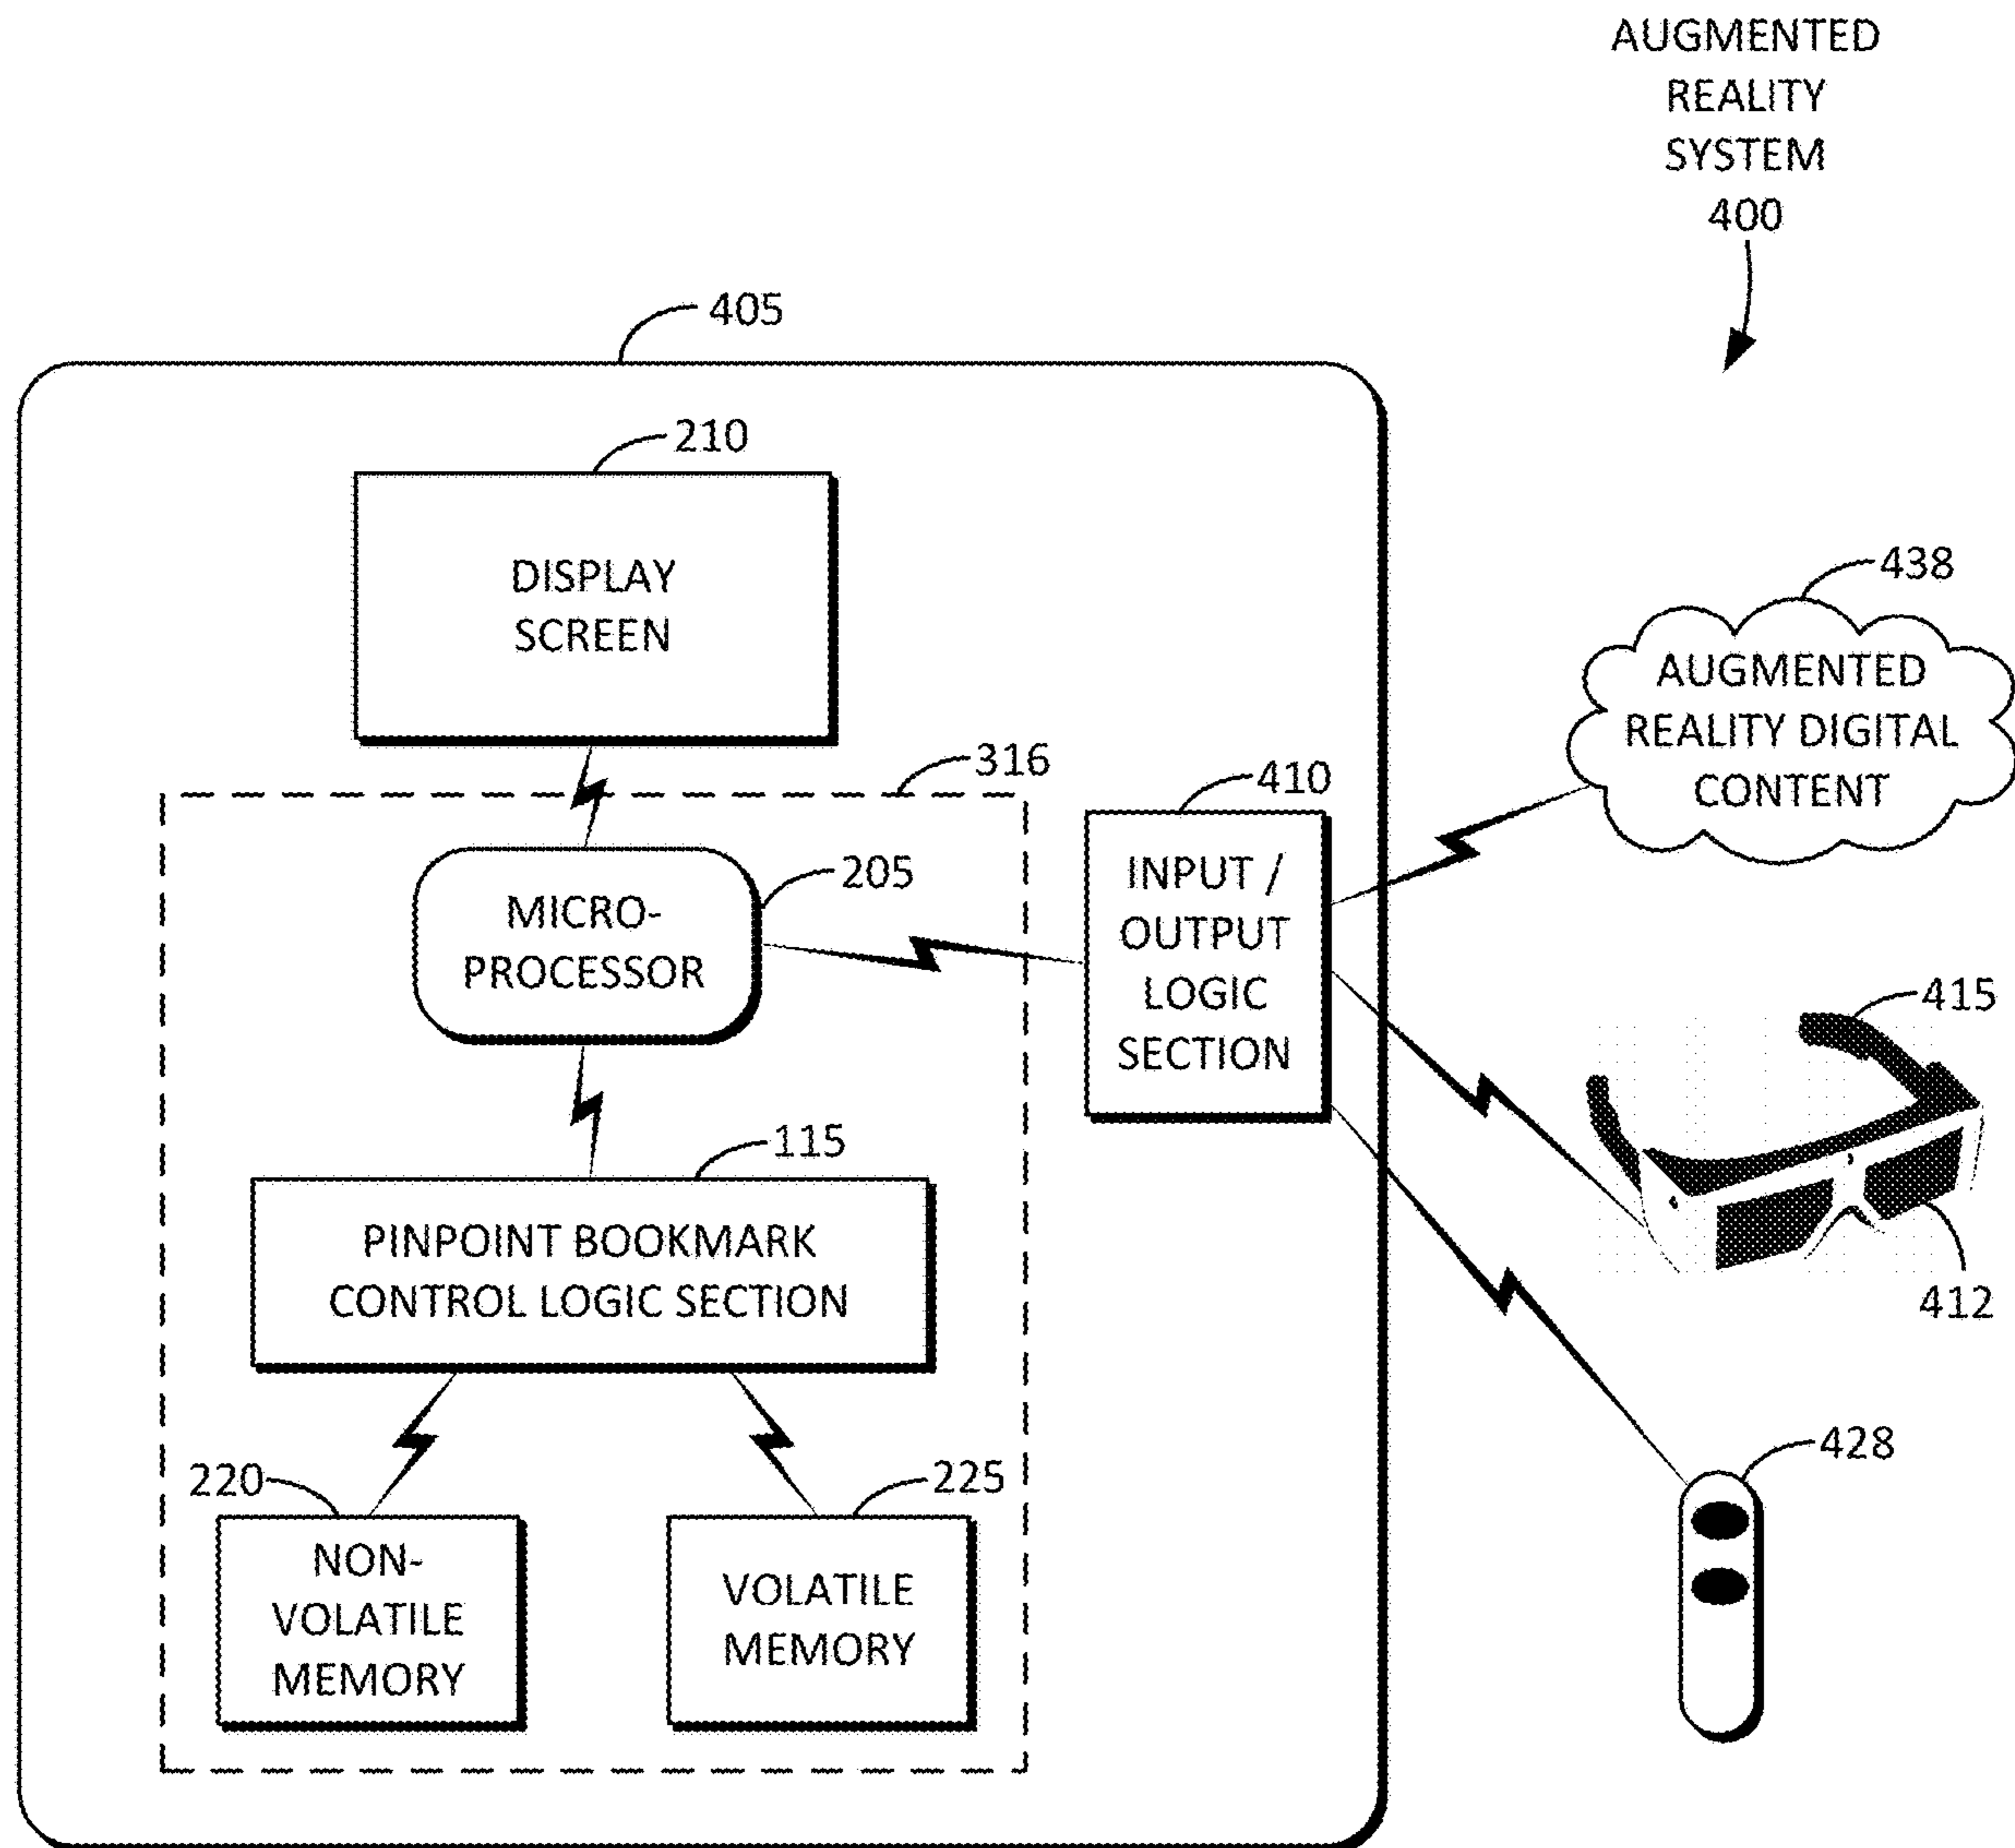 AUGMENTED
REALITY
SYSTEM
400
405
210
DISPLAY
SCREEN
438
AUGMENTED
REALITY DIGITAL
CONTENT
316
410
205
MICRO-
PROCESSOR
INPUT /
OUTPUT
LOGIC
SECTION
415
412
115
PINPOINT BOOKMARK
CONTROL LOGIC SECTION
428
220
NON-
VOLATILE
MEMORY
225
VOLATILE
MEMORY